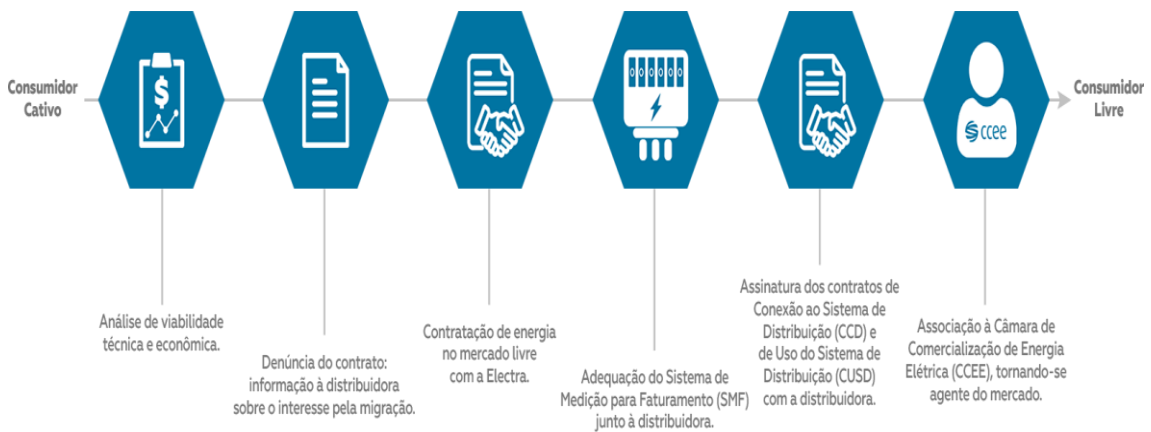 Consumidor
Cativo
$
ccee
Consumidor
Livre
Análise de viabilidade
técnica e econômica.
Denúncia do contrato:
informação à distribuidora
sobre o interesse pela migração.
Contratação de energia
no mercado livre
com a Electra.
Adequação do Sistema de
Medição para Faturamento (SMF)
junto à distribuidora.
Assinatura dos contratos de
Conexão ao Sistema de
Distribuição (CCD) e
de Uso do Sistema de
Distribuição (CUSD)
com a distribuidora.
Associação à Câmara de
Comercialização de Energia
Elétrica (CCEE), tornando-se
agente do mercado.